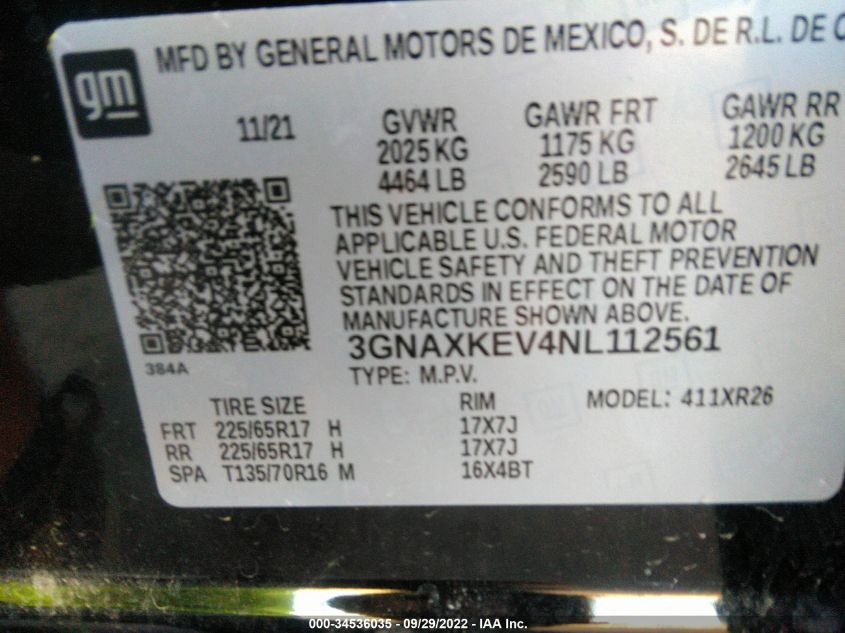 gm
MFD BY GENERAL MOTORS DE MEXICO, S. DE R.L. DE
11/21
GVWR
2025 KG
4464 LB
GAWR FRT
1175 KG
2590 LB
GAWR RR
1200 KG
2645 LB
THIS VEHICLE CONFORMS TO ALL
APPLICABLE U.S. FEDERAL MOTOR
VEHICLE SAFETY AND THEFT PREVENTION
STANDARDS IN EFFECT ON THE DATE OF
MANUFACTURE SHOWN ABOVE.
3GNAXKEV4NL112561
384A
TYPE: M.P.V.
TIRE SIZE RIM MODEL: 411XR26
FRT 225/65R17 H 17X7J
RR 225/65R17 H 17X7J
SPA T135/70R16 M 16X4BT
000-34536035 - 09/29/2022 - IAA Inc.